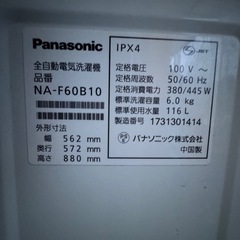 Panasonic
全自動電気洗濯機
品番
NA-F60B10
外形寸法
幅 562 mm
奥行 572 mm
高さ 880 mm
IPX4
JET
定格電圧 100 V~
定格周波数 50/60 Hz
定格消費電力 380/445 W
標準洗濯容量 6.0 kg
標準使用水量 116 L
製造番号 1731301414
パナソニック株式会社
中国製